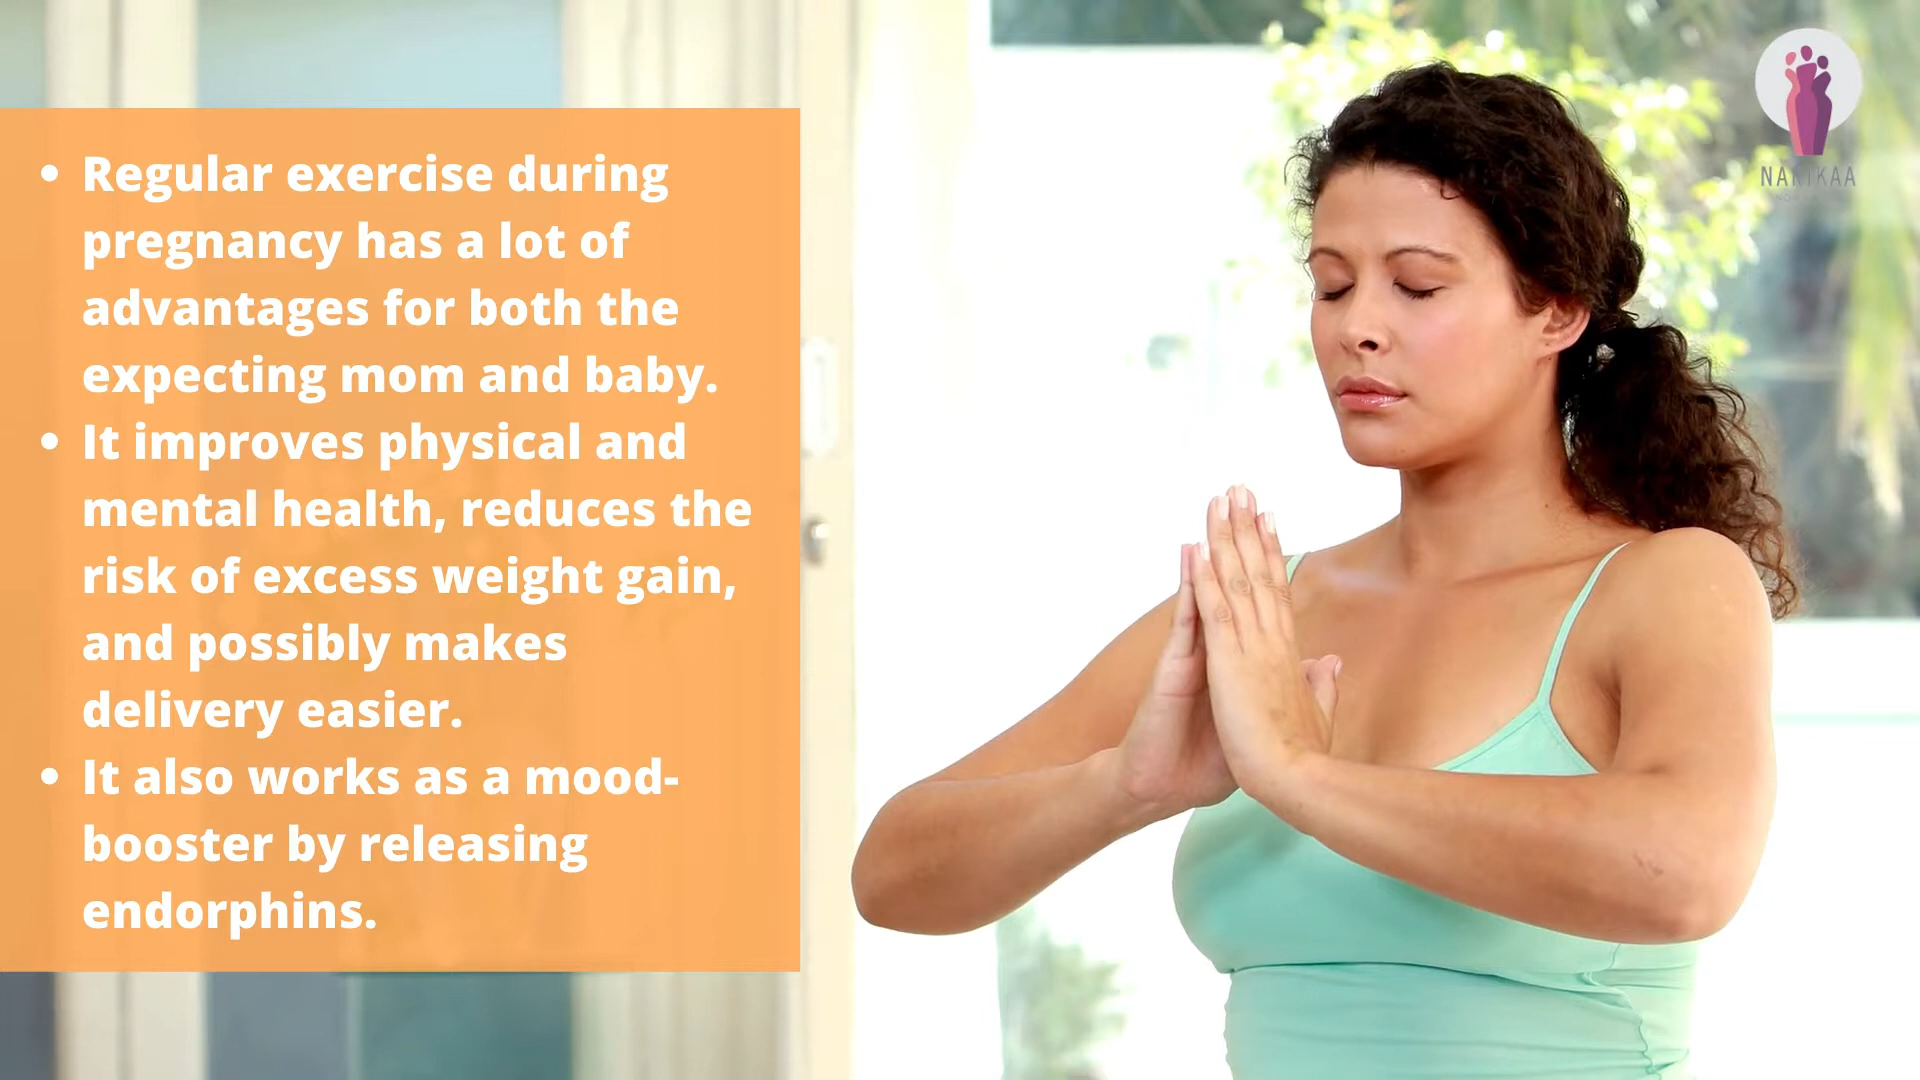 • Regular exercise during
pregnancy has a lot of
advantages for both the
expecting mom and baby.
• It improves physical and
mental health, reduces the
risk of excess weight gain,
and possibly makes
delivery easier.
• It also works as a mood-
booster by releasing
endorphins.
NARIKAA